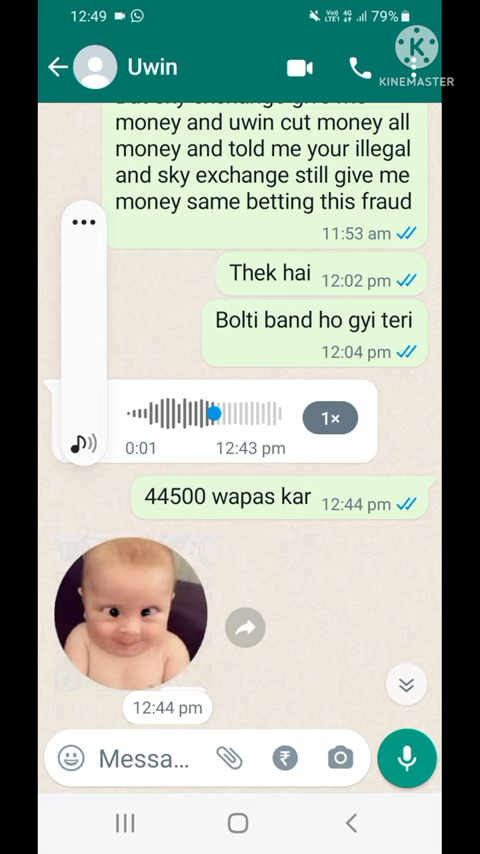 12:49
Vo)) 4G
LTE1
79%
Uwin
K
KINEMASTER
money and uwin cut money all
money and told me your illegal
and sky exchange still give me
money same betting this fraud
11:53 am
Thek hai 12:02 pm
Bolti band ho gyi teri
12:04 pm
1×
0:01 12:43 pm
44500 wapas kar 12:44 pm
12:44 pm
Messa...
₹